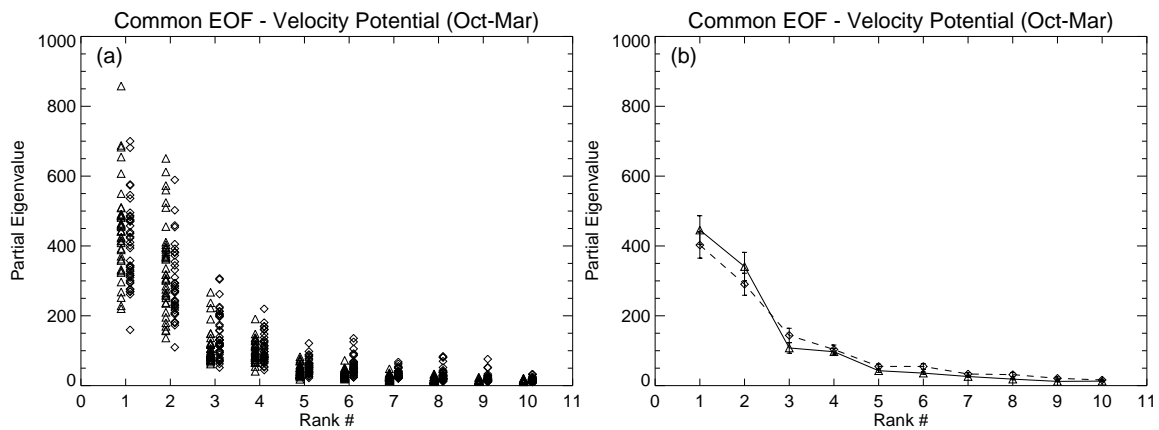 Common EOF - Velocity Potential (Oct-Mar)
(a)
1000
800
600
400
200
0
Partial Eigenvalue
0 1 2 3 4 5 6 7 8 9 10 11
Rank #
Common EOF - Velocity Potential (Oct-Mar)
(b)
1000
800
600
400
200
0
Partial Eigenvalue
0 1 2 3 4 5 6 7 8 9 10 11
Rank #